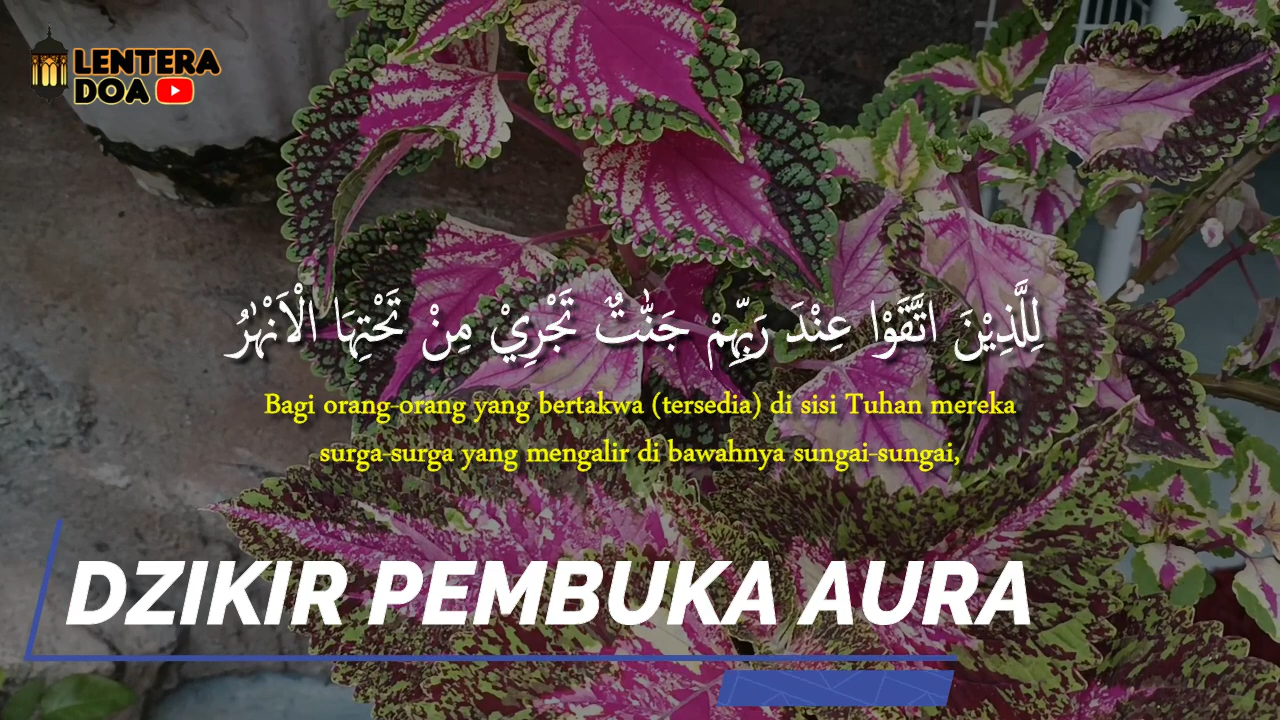 LENTERA
DOA
لِلَّذِيْنَ اتَّقَوْا عِنْدَ رَبِّهِمْ جَنّٰتٌ تَجْرِيْ مِنْ تَحْتِهَا الْاَنْهٰرُ
Bagi orang-orang yang bertakwa (tersedia) di sisi Tuhan mereka
surga-surga yang mengalir di bawahnya sungai-sungai,
DZIKIR PEMBUKA AURA